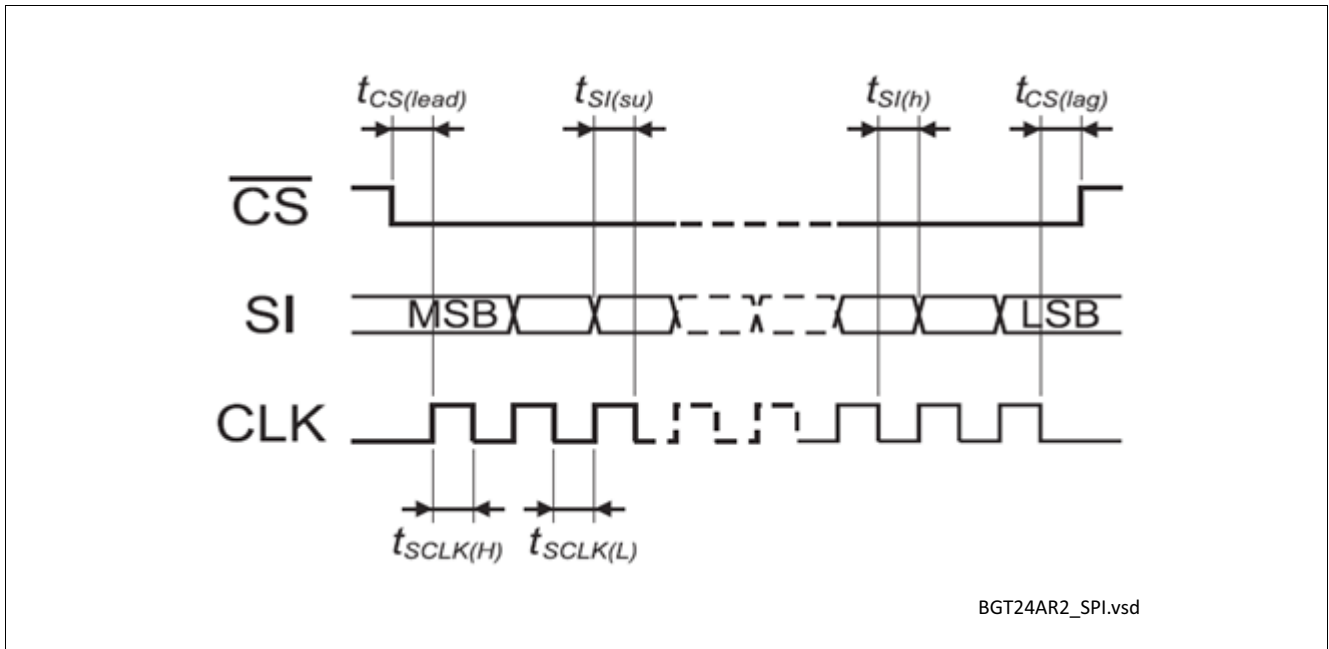 tCS(lead) tSI(su) tSI(h) tCS(lag)
CS
SI MSB LSB
CLK
tSCLK(H) tSCLK(L)
BGT24AR2_SPI.vsd